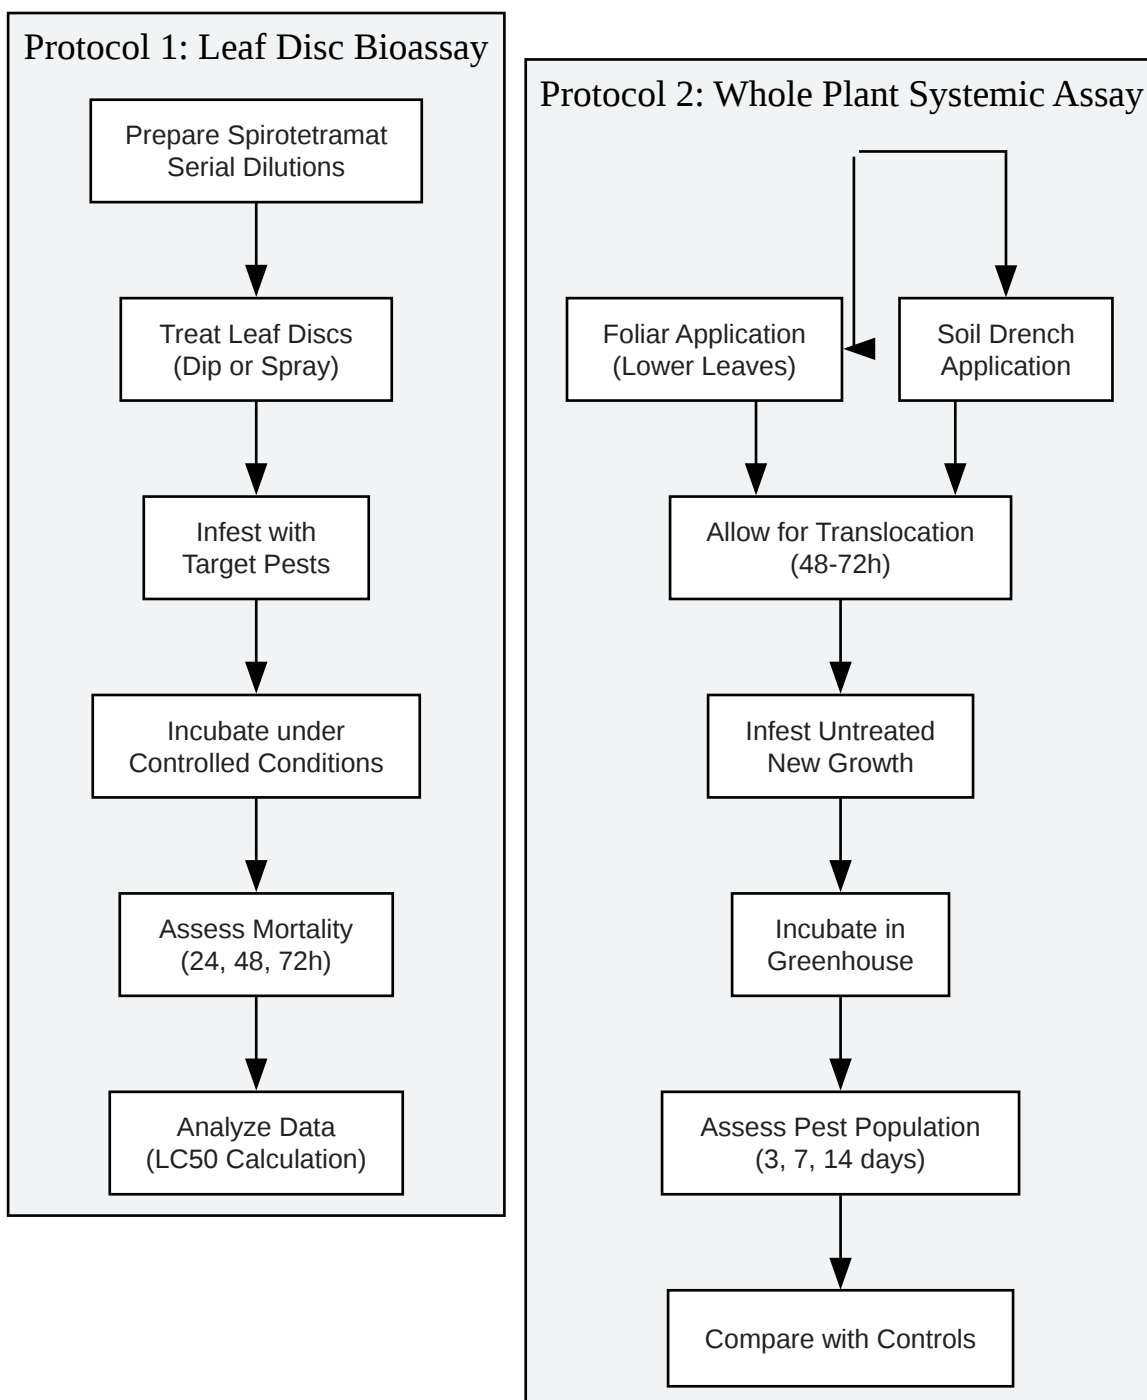 Protocol 1: Leaf Disc Bioassay
Prepare Spirotetramat
Serial Dilutions
Treat Leaf Discs
(Dip or Spray)
Infest with
Target Pests
Incubate under
Controlled Conditions
Assess Mortality
(24, 48, 72h)
Analyze Data
(LC50 Calculation)
Protocol 2: Whole Plant Systemic Assay
Foliar Application
(Lower Leaves)
Soil Drench
Application
Allow for Translocation
(48-72h)
Infest Untreated
New Growth
Incubate in
Greenhouse
Assess Pest Population
(3, 7, 14 days)
Compare with Controls